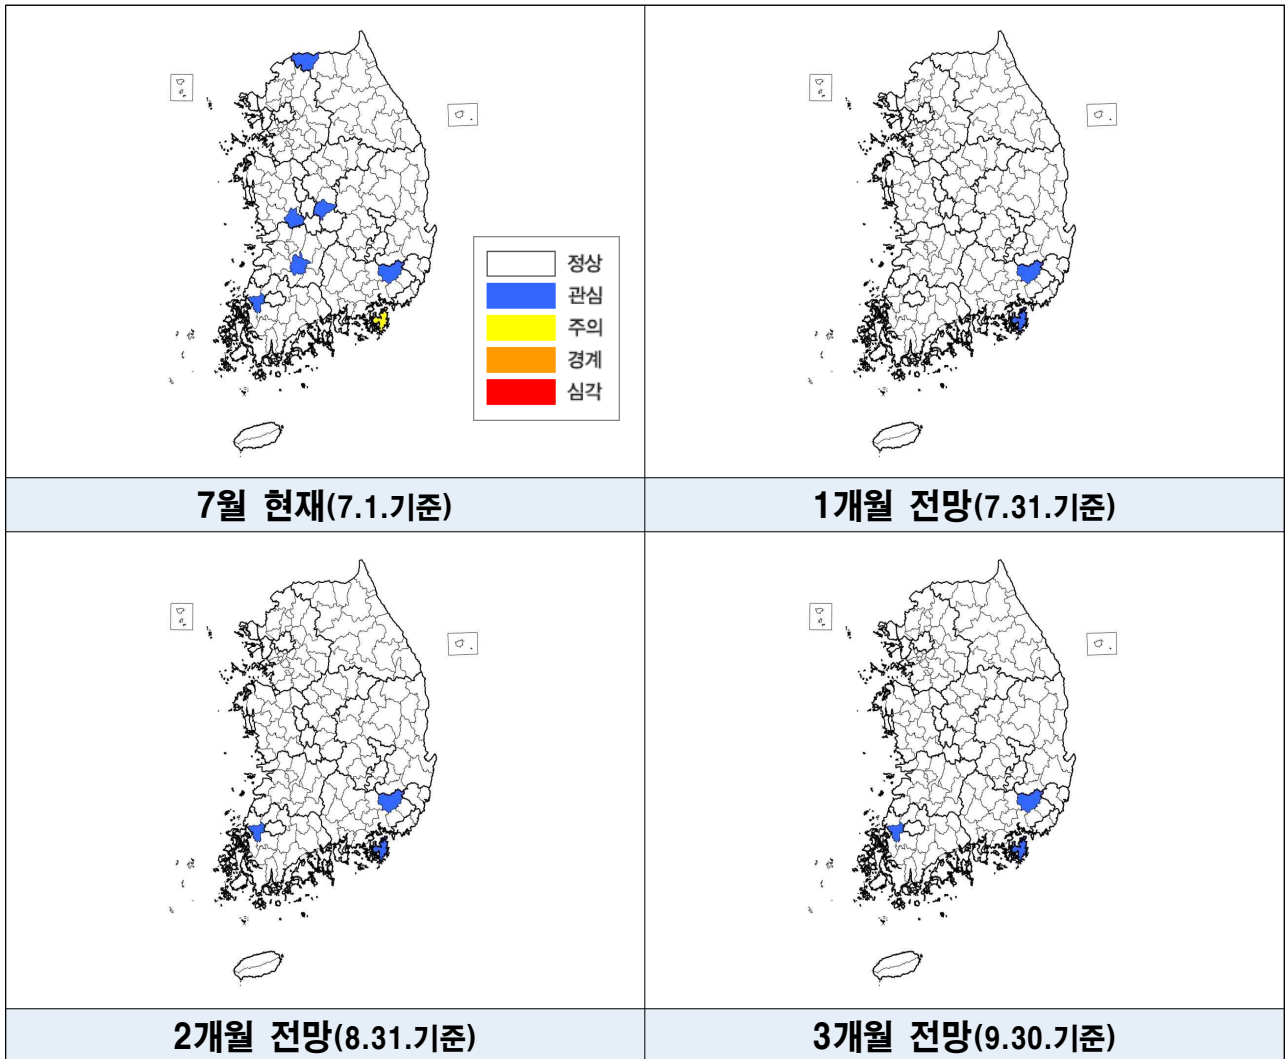 정상
관심
주의
경계
심각
7월 현재(7.1.기준)
1개월 전망(7.31.기준)
2개월 전망(8.31.기준)
3개월 전망(9.30.기준)